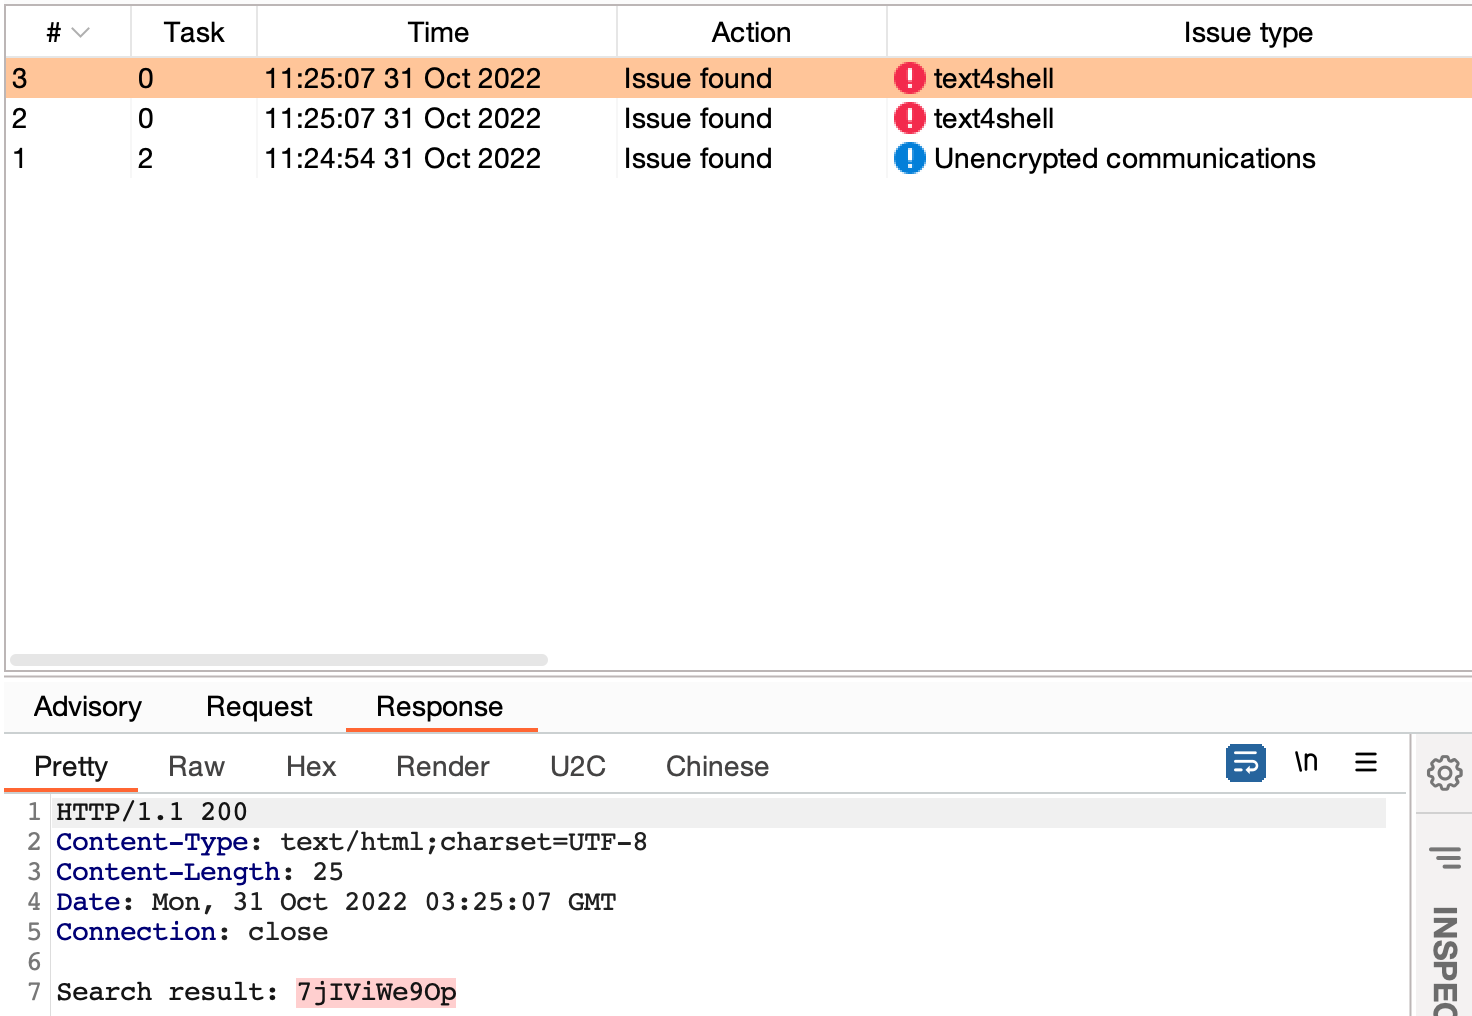 # Task Time Action Issue type
3 0 11:25:07 31 Oct 2022 Issue found text4shell
2 0 11:25:07 31 Oct 2022 Issue found text4shell
1 2 11:24:54 31 Oct 2022 Issue found Unencrypted communications
Advisory Request Response
Pretty Raw Hex Render U2C Chinese \n
1 HTTP/1.1 200
2 Content-Type: text/html;charset=UTF-8
3 Content-Length: 25
4 Date: Mon, 31 Oct 2022 03:25:07 GMT
5 Connection: close
6
7 Search result: 7jIViWe9Op
INSPEC